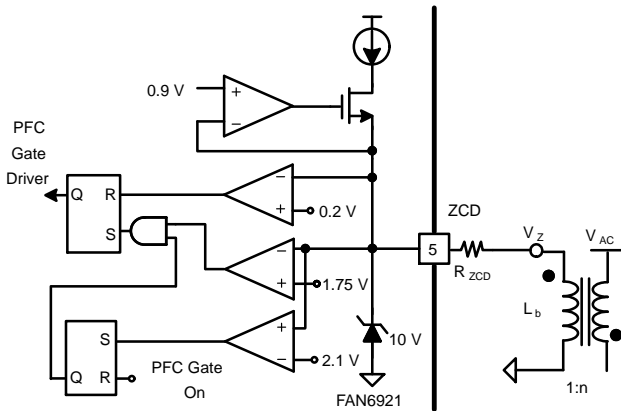 0.9 V
+
−
PFC
Gate
Driver
Q
R
S
−
+
0.2 V
ZCD
5
R ZCD
V Z
V AC
−
+
1.75 V
L b
S
Q
R
PFC Gate
On
+
−
2.1 V
10 V
FAN6921
1:n